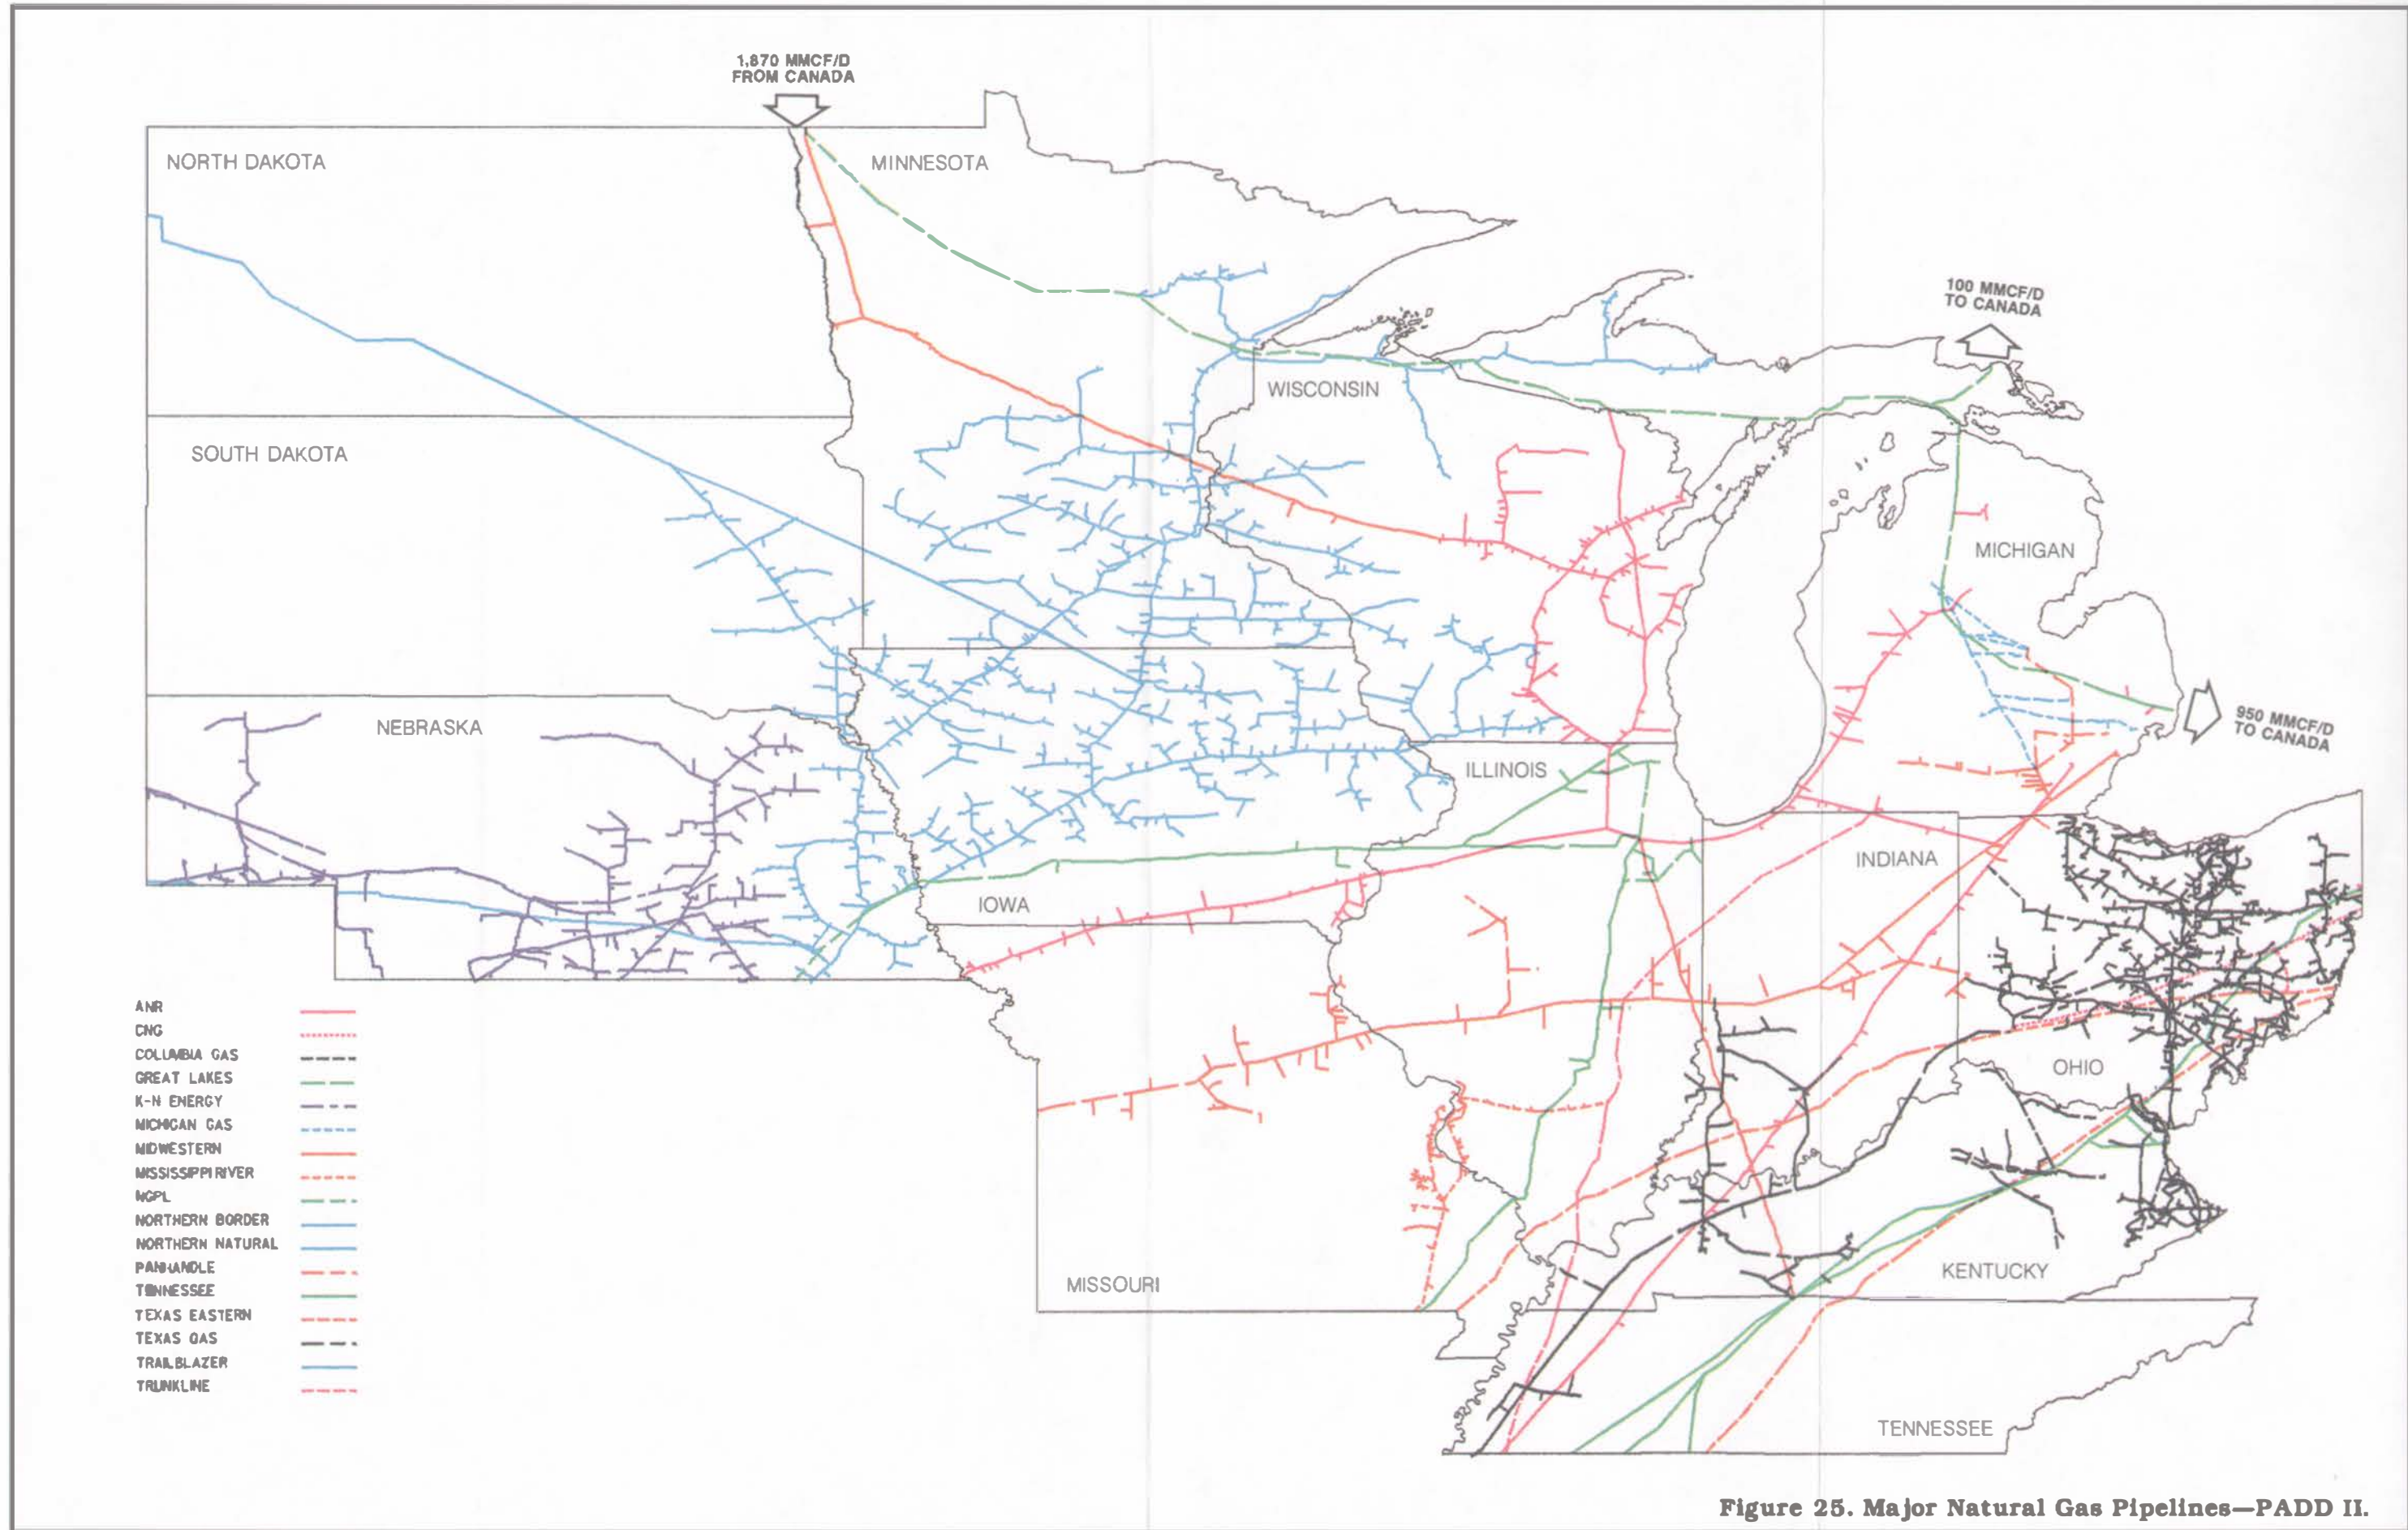 1,870 MMCF/D
FROM CANADA
NORTH DAKOTA
MINNESOTA
100 MMCF/D
TO CANADA
WISCONSIN
SOUTH DAKOTA
MICHIGAN
950 MMCF/D
TO CANADA
NEBRASKA
ILLINOIS
INDIANA
IOWA
OHIO
MISSOURI
KENTUCKY
TENNESSEE
ANR
CNG
COLUMBIA GAS
GREAT LAKES
K-N ENERGY
MICHIGAN GAS
MIDWESTERN
MISSISSIPPI RIVER
NGPL
NORTHERN BORDER
NORTHERN NATURAL
PANHANDLE
TENNESSEE
TEXAS EASTERN
TEXAS GAS
TRAILBLAZER
TRUNKLINE
Figure 25. Major Natural Gas Pipelines—PADD II.